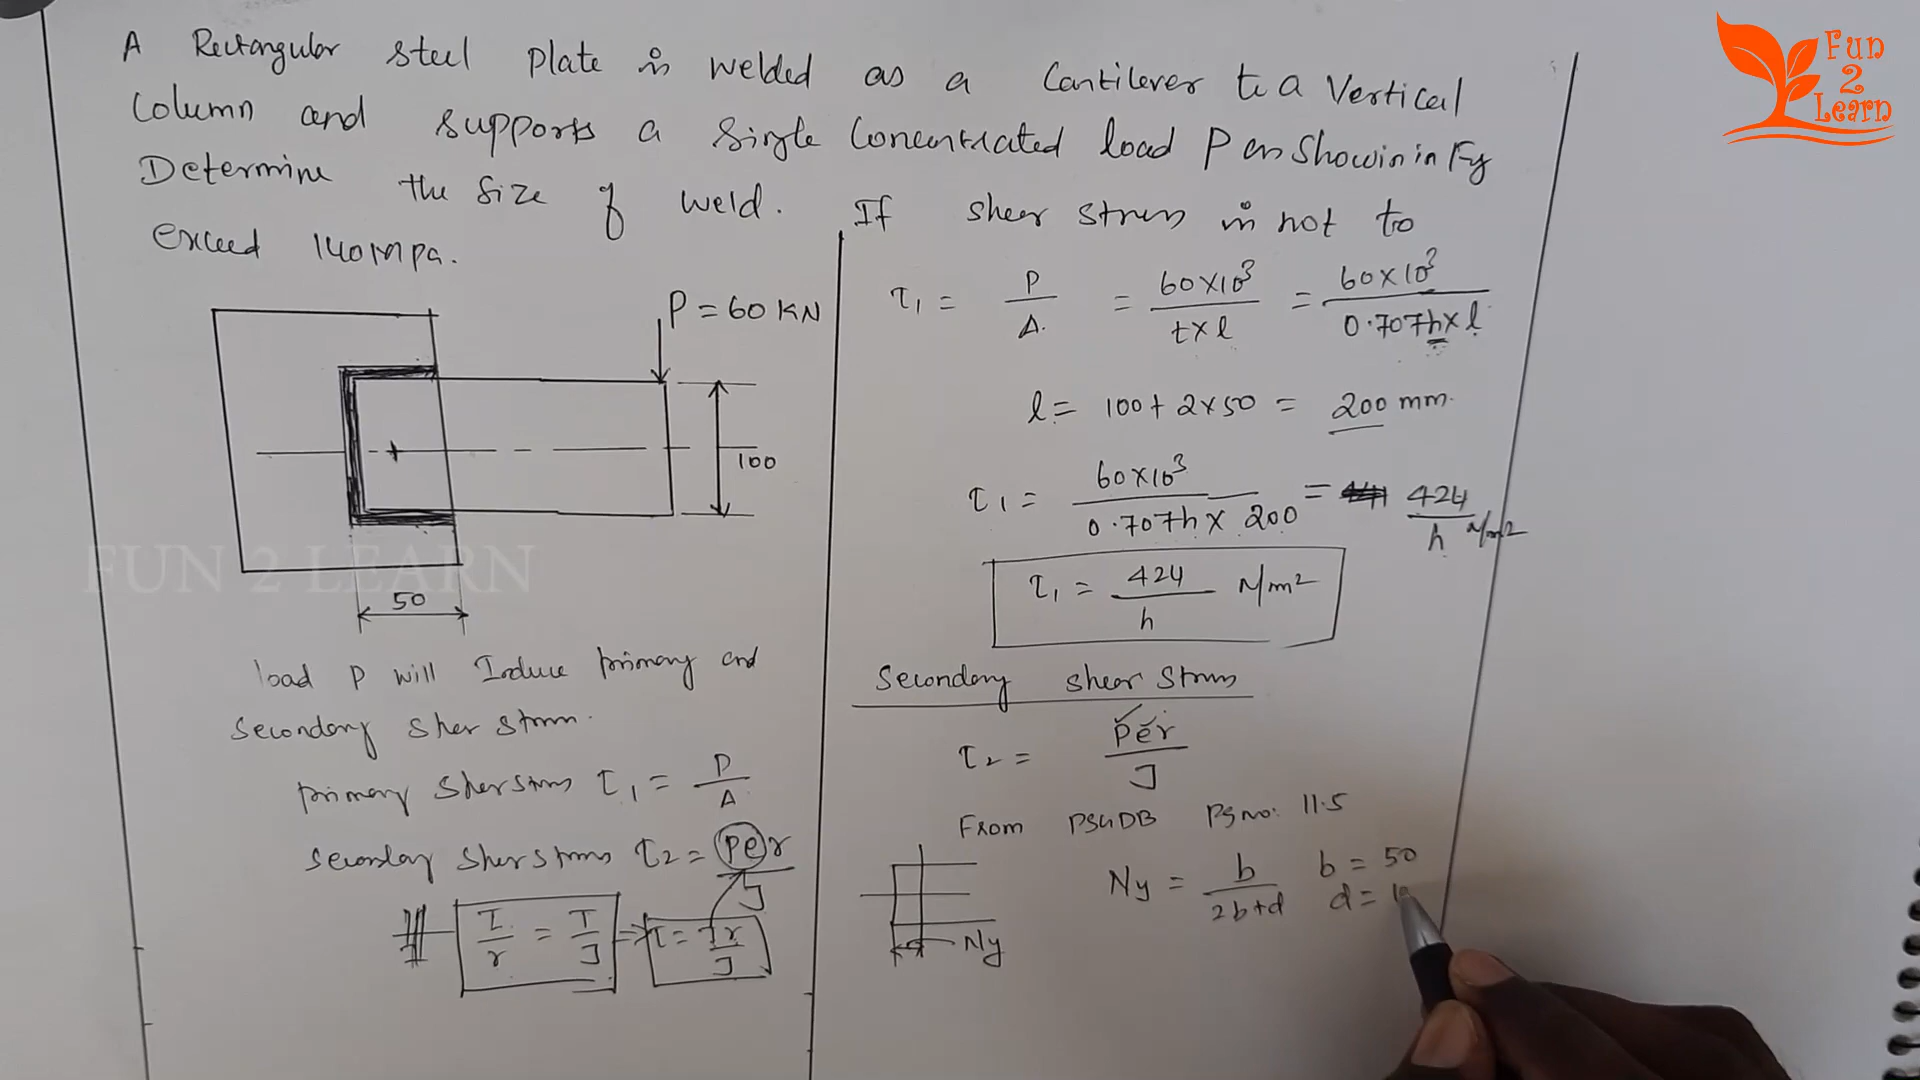 A Rectangular steel plate is welded as a Cantilever to a Vertical
Column and supports a single Concentrated load P as Shown in Fig
Determine the size of weld. If shear stress is not to
exceed 140 Mpa.
P = 60 KN
100
50
load P will Induce primary and
secondary sher stress.
primary sher stress τ1 = P/A
secondary sher stress τ2 = Per/J
T/r = T/J ⇒ τ = Tr/J
τ1 = P/A. = 60×10³/t×l = 60×10³/0.707h×l
l = 100 + 2×50 = 200 mm.
τ1 = 60×10³/0.707h × 200 = 424/h N/mm2
τ1 = 424/h N/mm2
Secondary shear Stress
τ2 = Per/J
From PSGDB Pg no: 11.5
Ny = b/2b+d b = 50
d = 1
Ny
Fun
2
Learn
FUN 2 LEARN